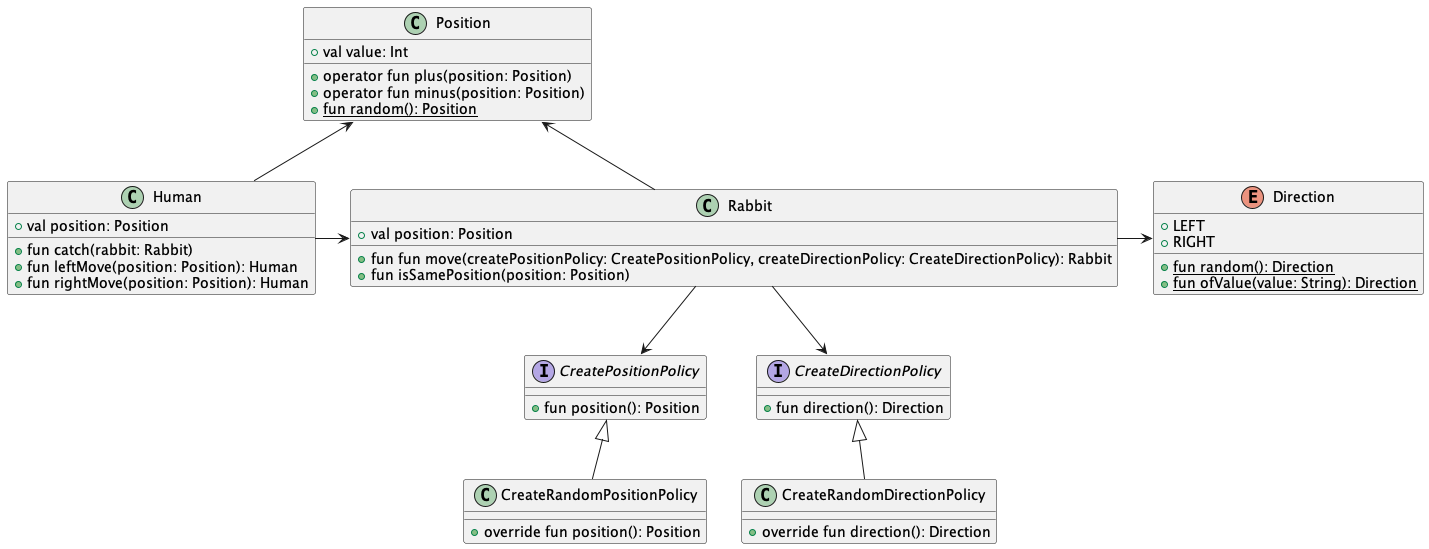 C Position
val value: Int
operator fun plus(position: Position)
operator fun minus(position: Position)
fun random(): Position
C Human
val position: Position
fun catch(rabbit: Rabbit)
fun leftMove(position: Position): Human
fun rightMove(position: Position): Human
C Rabbit
val position: Position
fun fun move(createPositionPolicy: CreatePositionPolicy, createDirectionPolicy: CreateDirectionPolicy): Rabbit
fun isSamePosition(position: Position)
E Direction
LEFT
RIGHT
fun random(): Direction
fun ofValue(value: String): Direction
I CreatePositionPolicy
fun position(): Position
I CreateDirectionPolicy
fun direction(): Direction
C CreateRandomPositionPolicy
override fun position(): Position
C CreateRandomDirectionPolicy
override fun direction(): Direction